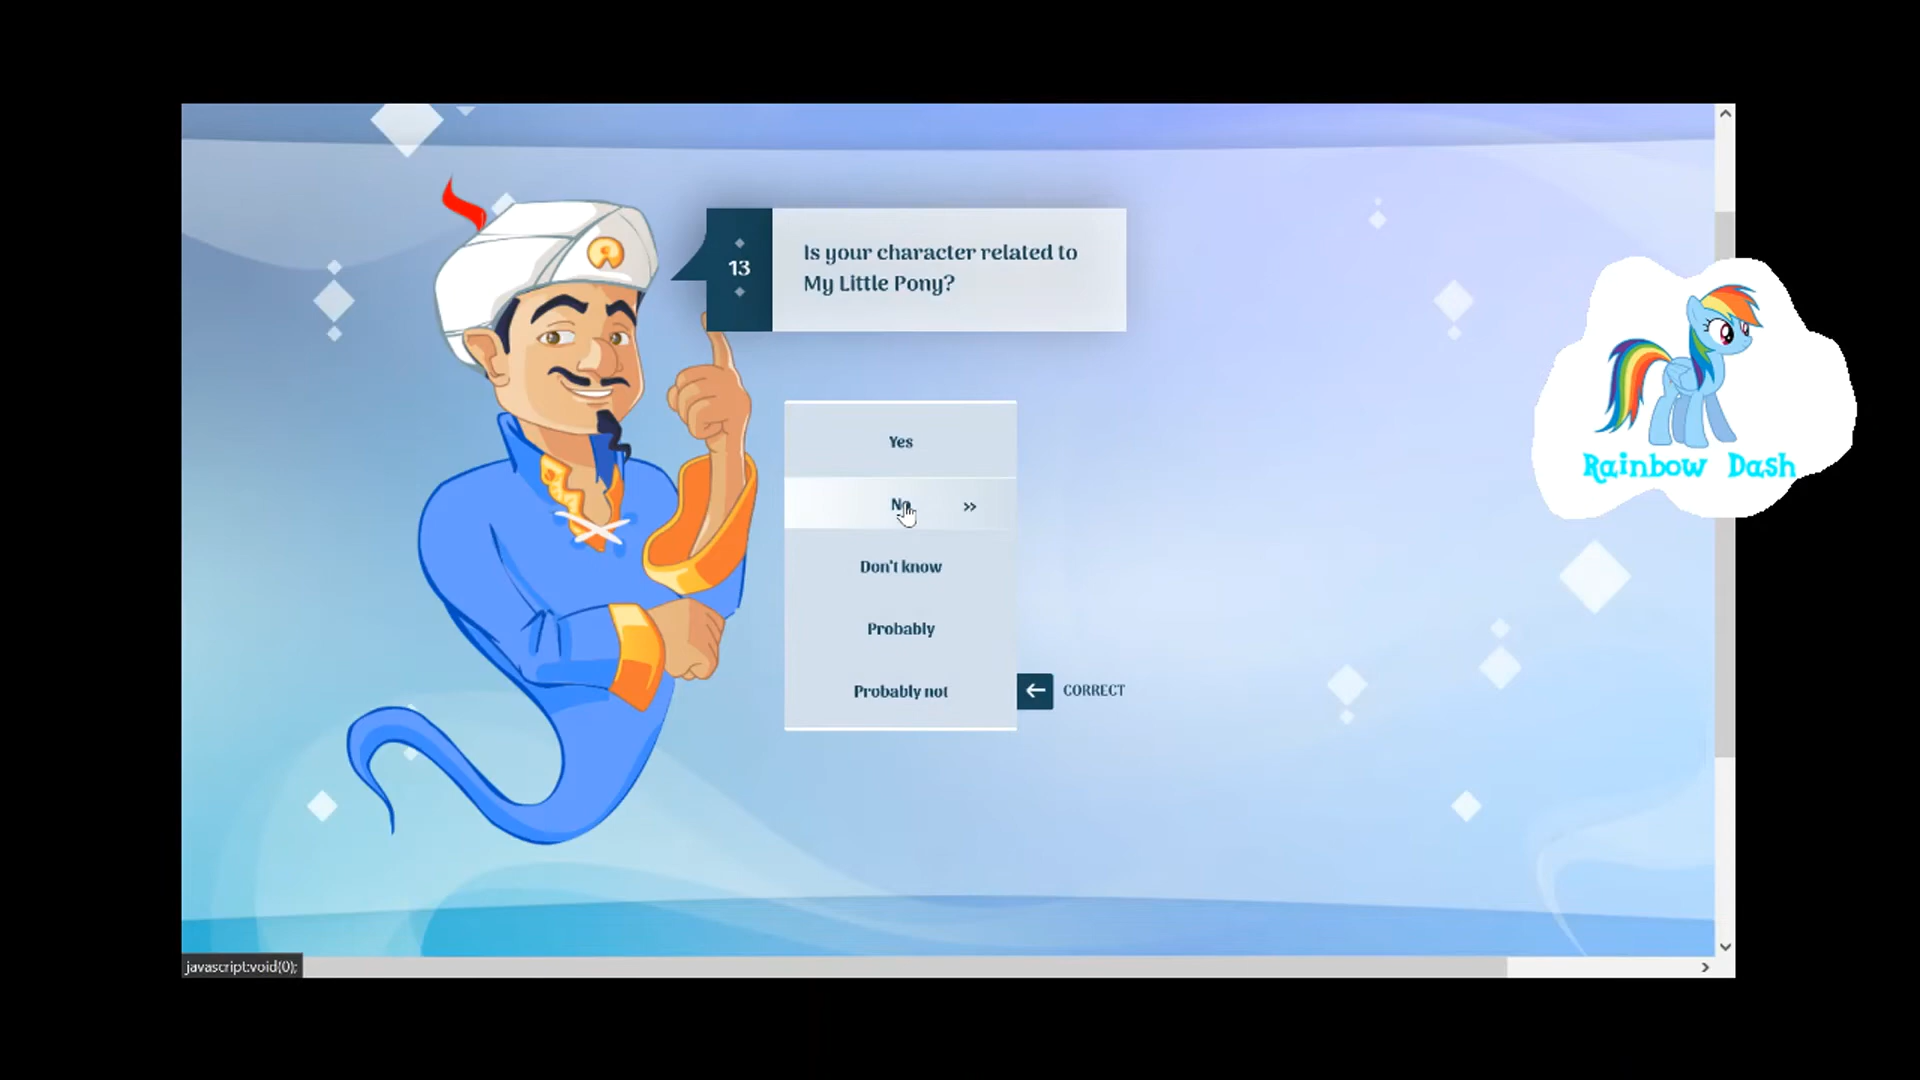 13
Is your character related to
My Little Pony?
Yes
No
Don't know
Probably
Probably not
CORRECT
Rainbow Dash
javascript:void(0);